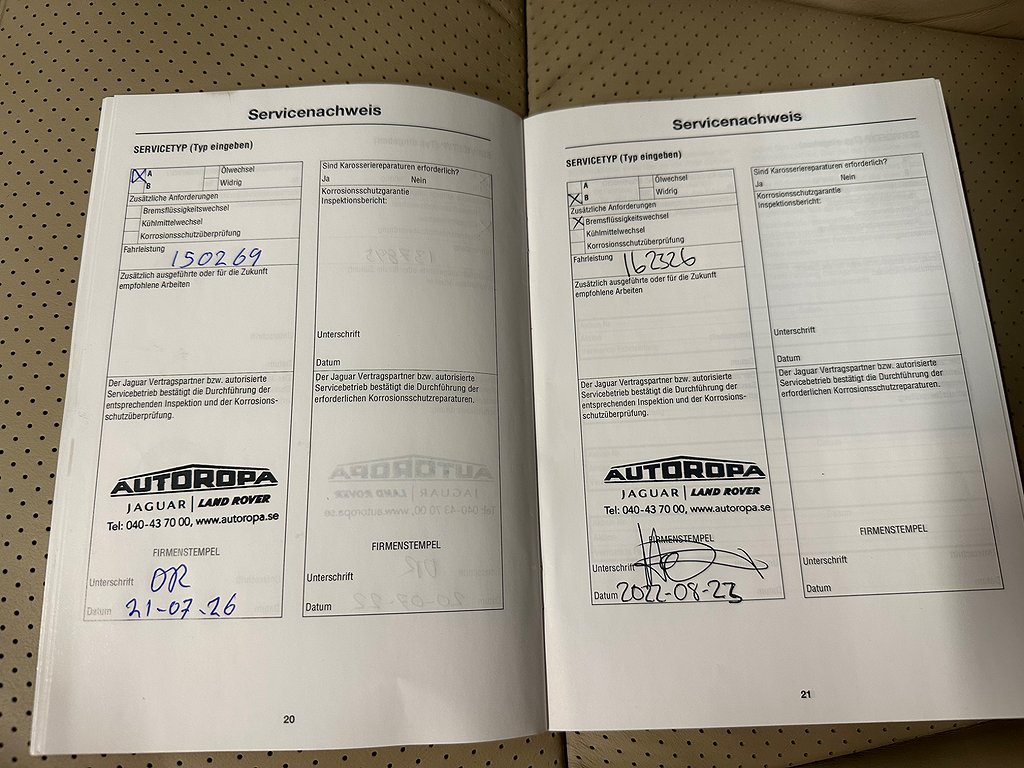 Servicenachweis
SERVICETYP (Typ eingeben)
A
B
Ölwechsel
Widrig
Zusätzliche Anforderungen
Bremsflüssigkeitswechsel
Kühlmittelwechsel
Korrosionsschutzüberprüfung
Fahrleistung
150269
Zusätzlich ausgeführte oder für die Zukunft
empfohlene Arbeiten
Der Jaguar Vertragspartner bzw. autorisierte
Servicebetrieb bestätigt die Durchführung der
entsprechenden Inspektion und der Korrosions-
schutzüberprüfung.
AUTOROPA
JAGUAR | LAND ROVER
Tel: 040-43 70 00, www.autoropa.se
FIRMENSTEMPEL
Unterschrift OR
Datum 21-07-26
Sind Karosseriereparaturen erforderlich?
Ja Nein
Korrosionsschutzgarantie
Inspektionsbericht:
Unterschrift
Datum
Der Jaguar Vertragspartner bzw. autorisierte
Servicebetrieb bestätigt die Durchführung der
erforderlichen Korrosionsschutzreparaturen.
FIRMENSTEMPEL
Unterschrift
Datum
20
Servicenachweis
SERVICETYP (Typ eingeben)
A
B
Ölwechsel
Widrig
Zusätzliche Anforderungen
Bremsflüssigkeitswechsel
Kühlmittelwechsel
Korrosionsschutzüberprüfung
Fahrleistung
162326
Zusätzlich ausgeführte oder für die Zukunft
empfohlene Arbeiten
Der Jaguar Vertragspartner bzw. autorisierte
Servicebetrieb bestätigt die Durchführung der
entsprechenden Inspektion und der Korrosions-
schutzüberprüfung.
AUTOROPA
JAGUAR | LAND ROVER
Tel: 040-43 70 00, www.autoropa.se
FIRMENSTEMPEL
Unterschrift
Datum 2022-08-23
Sind Karosseriereparaturen erforderlich?
Ja Nein
Korrosionsschutzgarantie
Inspektionsbericht:
Unterschrift
Datum
Der Jaguar Vertragspartner bzw. autorisierte
Servicebetrieb bestätigt die Durchführung der
erforderlichen Korrosionsschutzreparaturen.
FIRMENSTEMPEL
Unterschrift
Datum
21